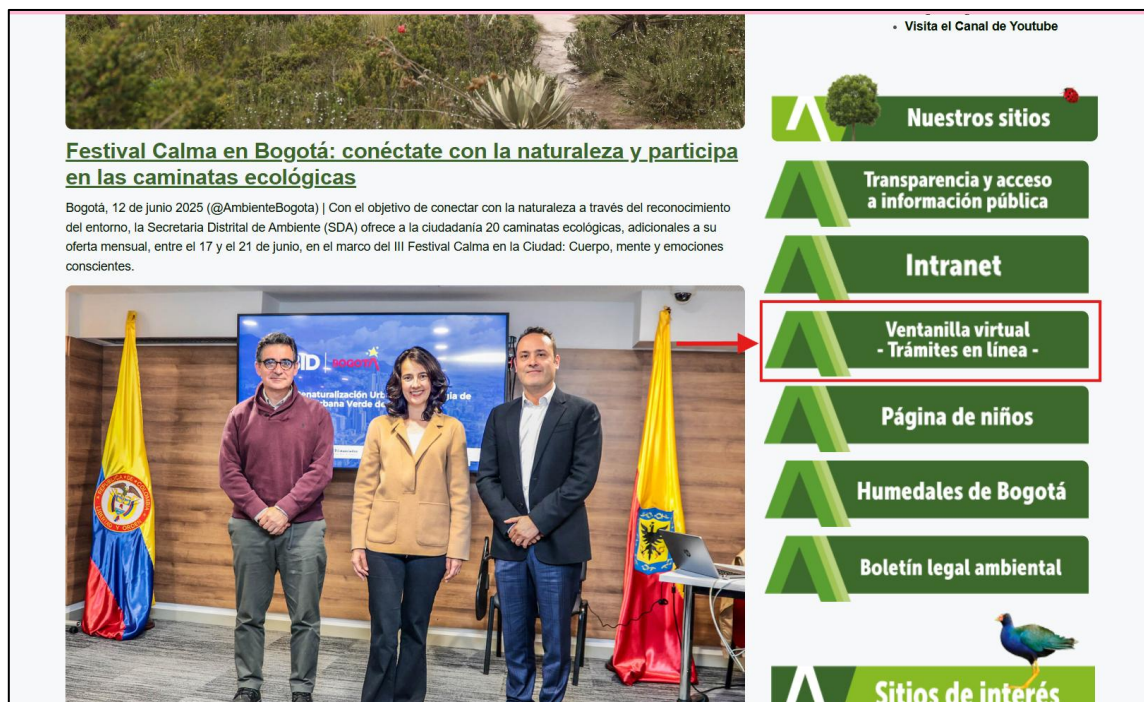 • Visita el Canal de Youtube
Nuestros sitios
Festival Calma en Bogotá: conéctate con la naturaleza y participa
en las caminatas ecológicas
Bogotá, 12 de junio 2025 (@AmbienteBogota) | Con el objetivo de conectar con la naturaleza a través del reconocimiento
del entorno, la Secretaria Distrital de Ambiente (SDA) ofrece a la ciudadanía 20 caminatas ecológicas, adicionales a su
oferta mensual, entre el 17 y el 21 de junio, en el marco del III Festival Calma en la Ciudad: Cuerpo, mente y emociones
conscientes.
Transparencia y acceso
a información pública
Intranet
Ventanilla virtual
- Trámites en línea -
Página de niños
Humedales de Bogotá
Boletín legal ambiental
Sitios de interés
BOGOTÁ